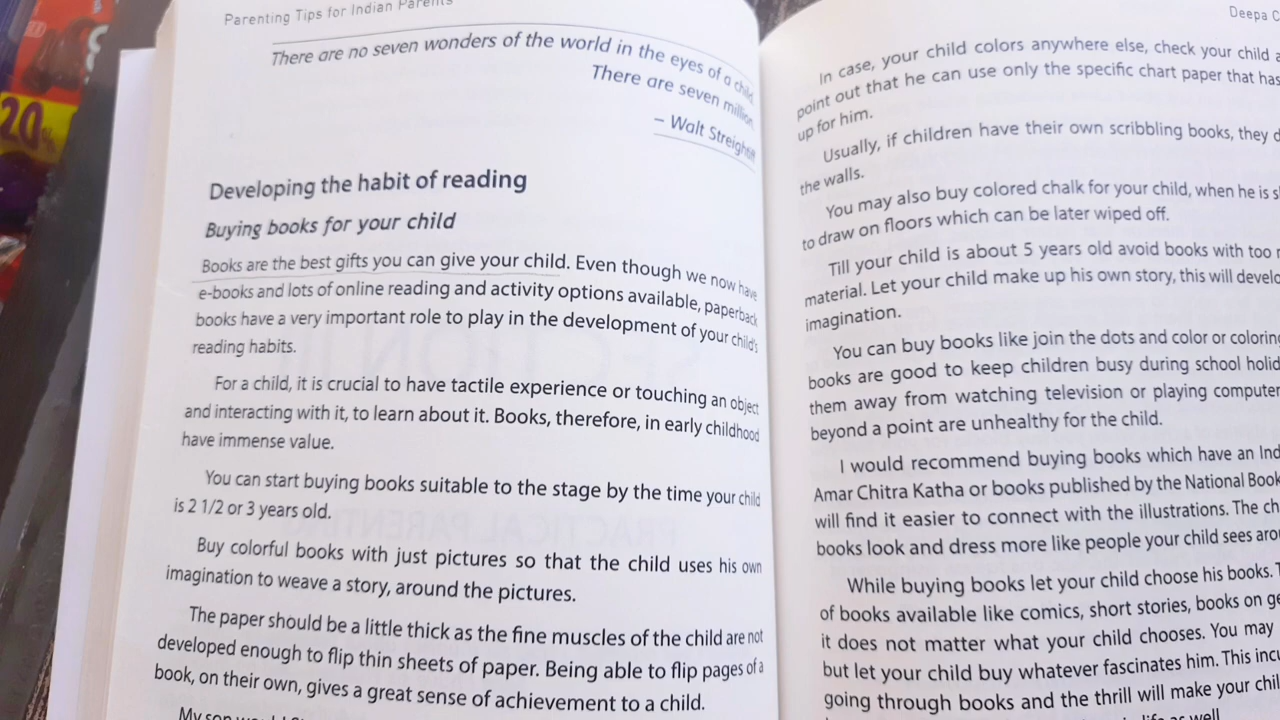 Parenting Tips for Indian Parents
There are no seven wonders of the world in the eyes of a child.
There are seven million.
– Walt Streightiff
Developing the habit of reading
Buying books for your child
Books are the best gifts you can give your child. Even though we now have
e-books and lots of online reading and activity options available, paperback
books have a very important role to play in the development of your child's
reading habits.
For a child, it is crucial to have tactile experience or touching an object
and interacting with it, to learn about it. Books, therefore, in early childhood
have immense value.
You can start buying books suitable to the stage by the time your child
is 2 1/2 or 3 years old.
Buy colorful books with just pictures so that the child uses his own
imagination to weave a story, around the pictures.
The paper should be a little thick as the fine muscles of the child are not
developed enough to flip thin sheets of paper. Being able to flip pages of a
book, on their own, gives a great sense of achievement to a child.
My son would
Deepa C
In case, your child colors anywhere else, check your child a
point out that he can use only the specific chart paper that has
up for him.
Usually, if children have their own scribbling books, they d
the walls.
You may also buy colored chalk for your child, when he is s
to draw on floors which can be later wiped off.
Till your child is about 5 years old avoid books with too
material. Let your child make up his own story, this will develo
imagination.
You can buy books like join the dots and color or coloring
books are good to keep children busy during school holid
them away from watching television or playing computer
beyond a point are unhealthy for the child.
I would recommend buying books which have an Ind
Amar Chitra Katha or books published by the National Book
will find it easier to connect with the illustrations. The ch
books look and dress more like people your child sees aro
While buying books let your child choose his books. T
of books available like comics, short stories, books on ge
it does not matter what your child chooses. You may
but let your child buy whatever fascinates him. This incu
going through books and the thrill will make your chil
life as well
20%